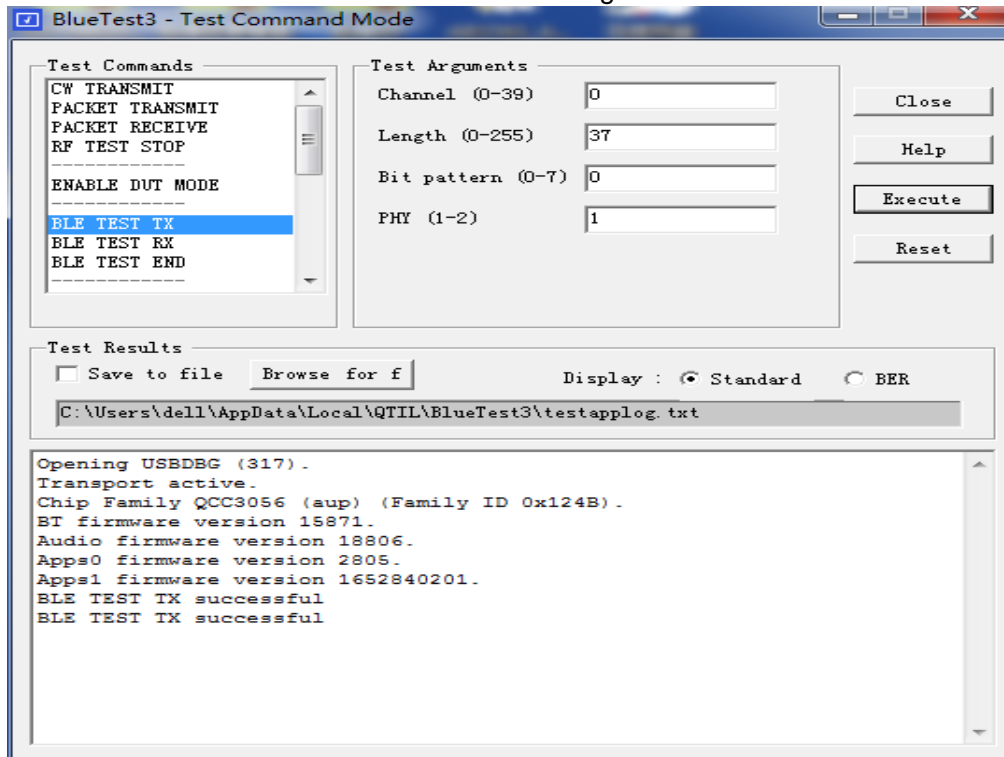 BlueTest3 - Test Command Mode
Test Commands
CW TRANSMIT
PACKET TRANSMIT
PACKET RECEIVE
RF TEST STOP
------------
ENABLE DUT MODE
------------
BLE TEST TX
BLE TEST RX
BLE TEST END
------------
Test Arguments
Channel (0-39) 0
Length (0-255) 37
Bit pattern (0-7) 0
PHY (1-2) 1
Close
Help
Execute
Reset
Test Results
Save to file Browse for f Display : Standard BER
C:\Users\dell\AppData\Local\QTIL\BlueTest3\testapplog.txt
Opening USBDBG (317).
Transport active.
Chip Family QCC3056 (aup) (Family ID 0x124B).
BT firmware version 15871.
Audio firmware version 18806.
Apps0 firmware version 2805.
Apps1 firmware version 1652840201.
BLE TEST TX successful
BLE TEST TX successful